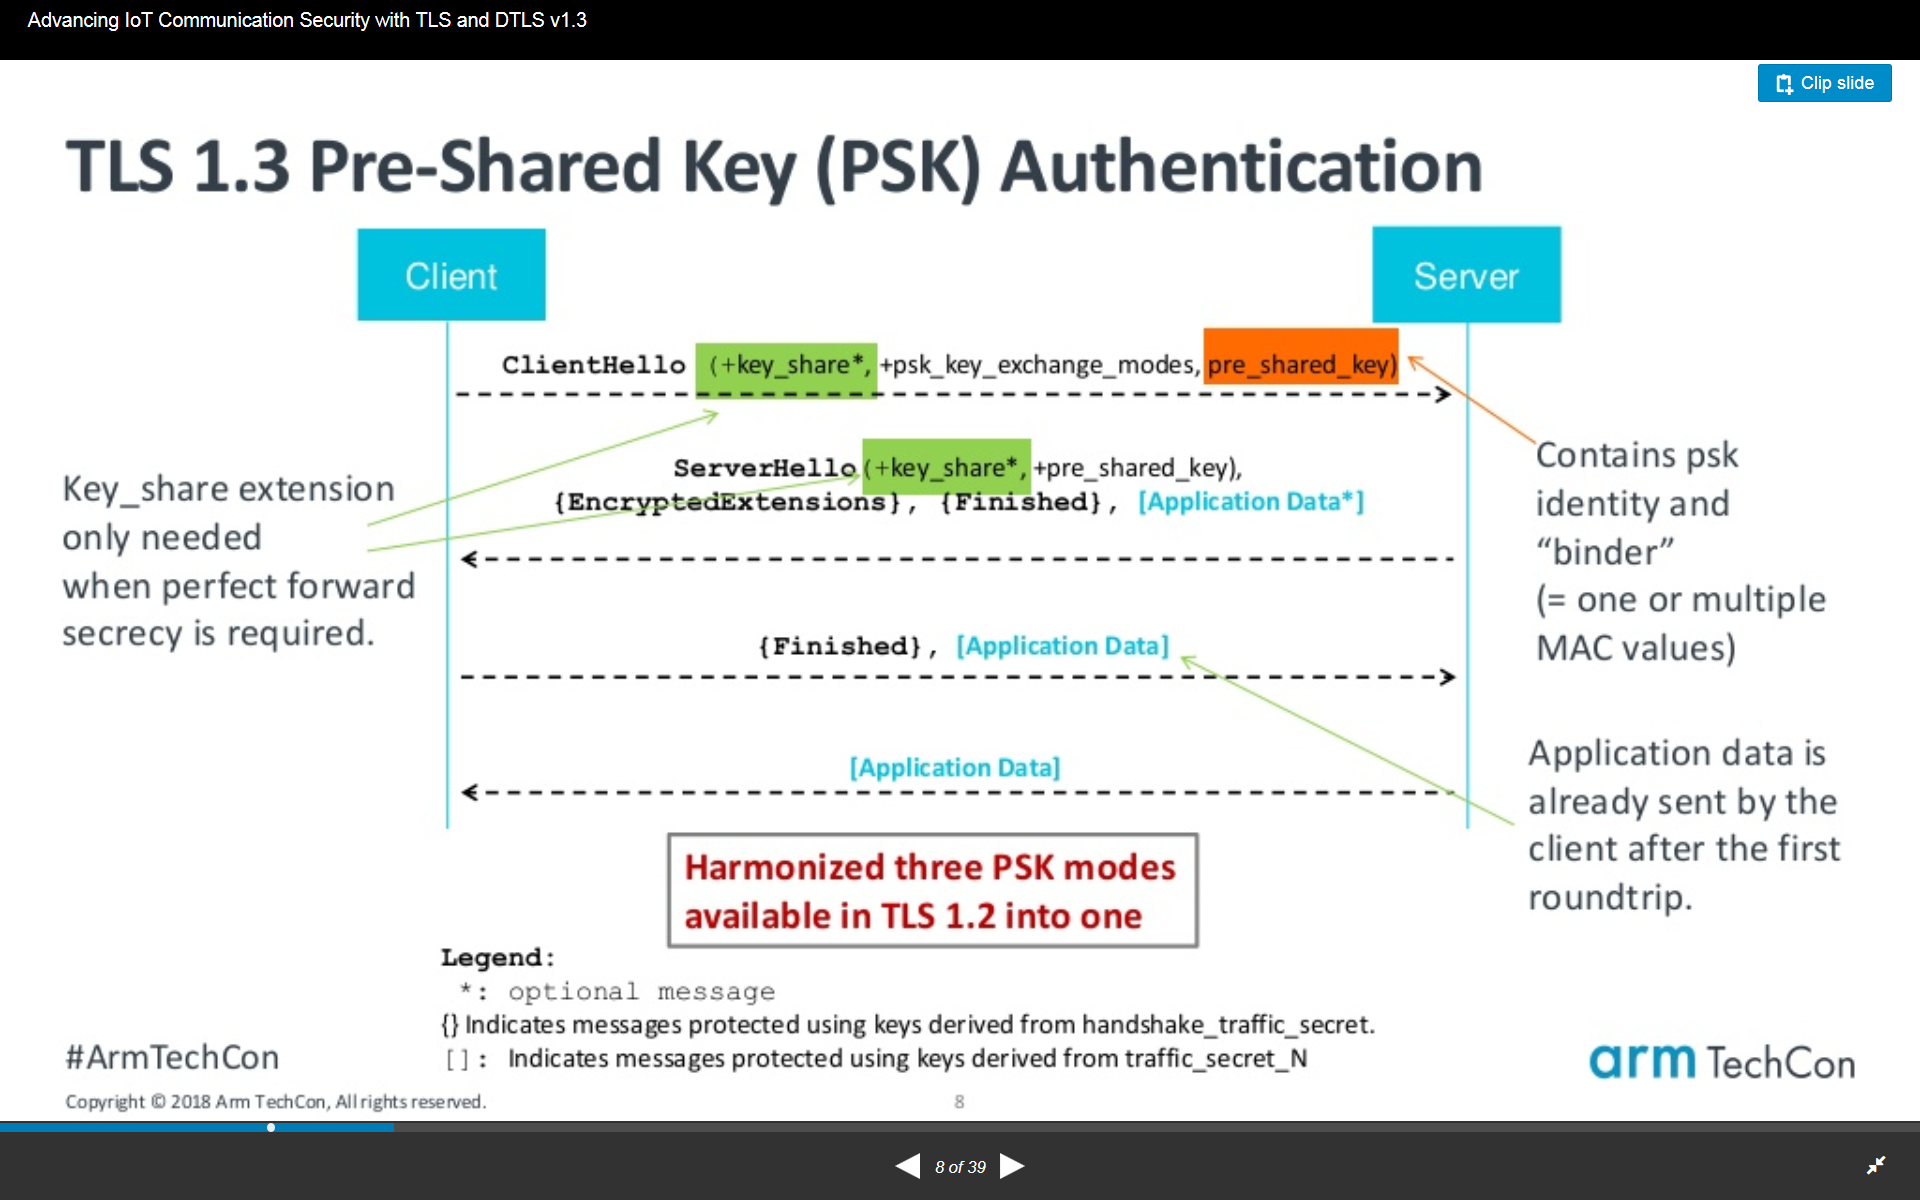 Advancing IoT Communication Security with TLS and DTLS v1.3
Clip slide
TLS 1.3 Pre-Shared Key (PSK) Authentication
Client
Server
ClientHello (+key_share*, +psk_key_exchange_modes, pre_shared_key)
ServerHello (+key_share*, +pre_shared_key),
{EncryptedExtensions}, {Finished}, [Application Data*]
Key_share extension
only needed
when perfect forward
secrecy is required.
Contains psk
identity and
“binder”
(= one or multiple
MAC values)
{Finished}, [Application Data]
[Application Data]
Application data is
already sent by the
client after the first
roundtrip.
Harmonized three PSK modes
available in TLS 1.2 into one
Legend:
*: optional message
{} Indicates messages protected using keys derived from handshake_traffic_secret.
[]: Indicates messages protected using keys derived from traffic_secret_N
#ArmTechCon
arm TechCon
Copyright © 2018 Arm TechCon, All rights reserved.
8
8 of 39